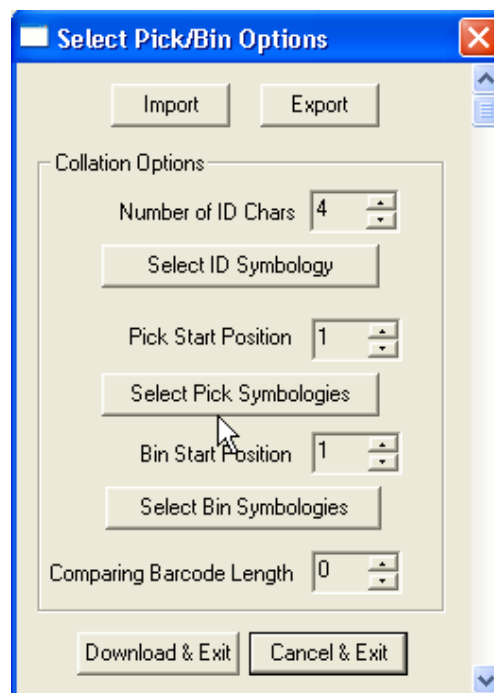 Select Pick/Bin Options
Import Export
Collation Options
Number of ID Chars 4
Select ID Symbology
Pick Start Position 1
Select Pick Symbologies
Bin Start Position 1
Select Bin Symbologies
Comparing Barcode Length 0
Download & Exit Cancel & Exit